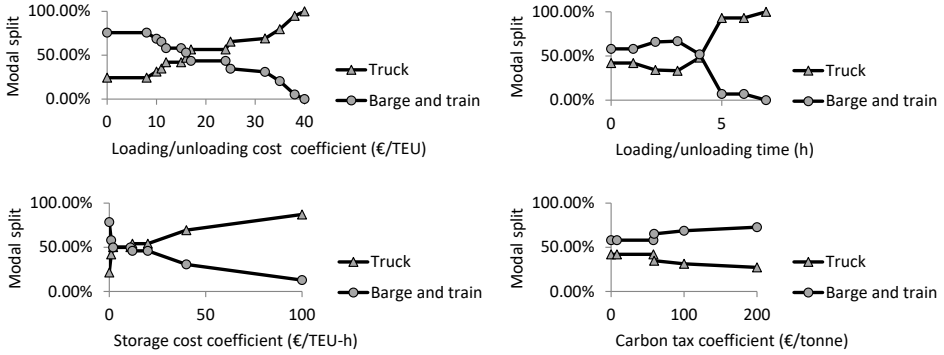 Modal split
100.00%
50.00%
0.00%
0 10 20 30 40
Loading/unloading cost coefficient (€/TEU)
Truck
Barge and train
Modal split
100.00%
50.00%
0.00%
0 5
Loading/unloading time (h)
Truck
Barge and train
Modal split
100.00%
50.00%
0.00%
0 50 100
Storage cost coefficient (€/TEU-h)
Truck
Barge and train
Modal split
100.00%
50.00%
0.00%
0 100 200
Carbon tax coefficient (€/tonne)
Truck
Barge and train